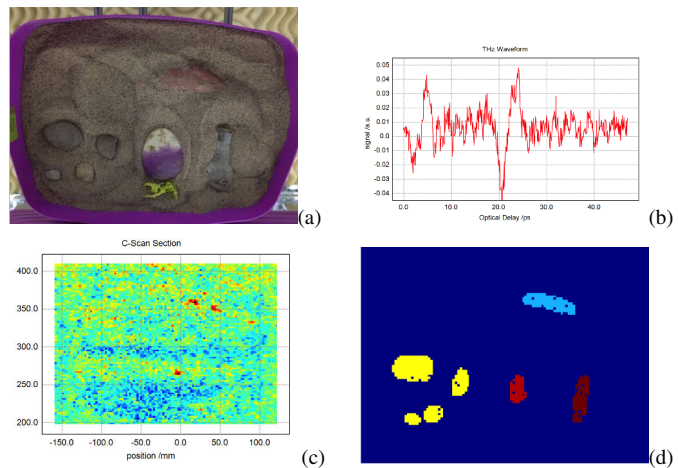 (a)
THz Waveform
0.05
0.04
0.03
0.02
0.01
0.00
-0.01
-0.02
-0.03
-0.04
signal /a.u.
0.0 10.0 20.0 30.0 40.0
Optical Delay /ps
(b)
C-Scan Section
400.0
350.0
300.0
250.0
200.0
-150.0 -100.0 -50.0 0.0 50.0 100.0
position /mm
(c)
(d)